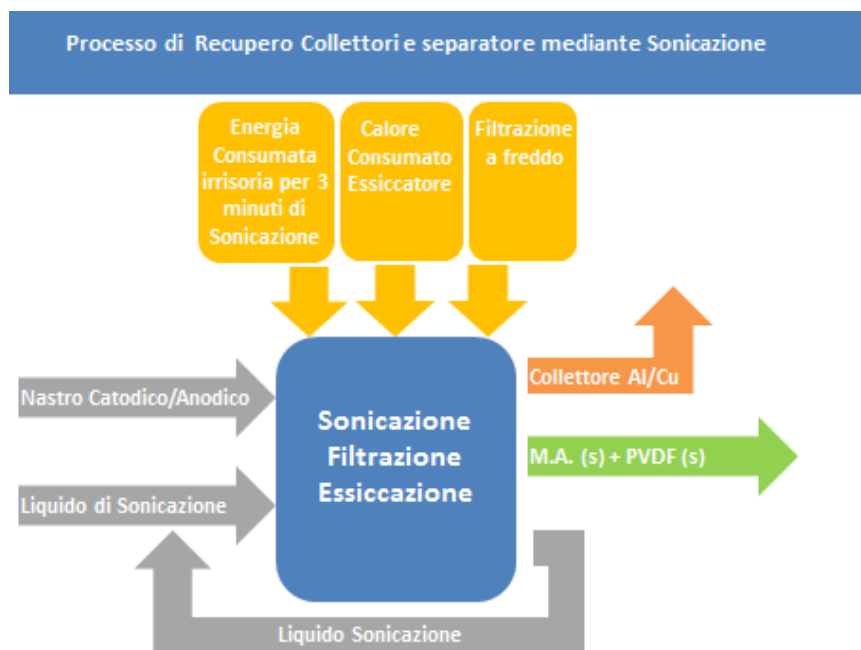 Processo di Recupero Collettori e separatore mediante Sonicazione
Energia
Consumata
irrisoria per 3
minuti di
Sonicazione
Calore
Consumato
Essiccatore
Filtrazione
a freddo
Nastro Catodico/Anodico
Liquido di Sonicazione
Sonicazione
Filtrazione
Essiccazione
Collettore Al/Cu
M.A. (s) + PVDF (s)
Liquido Sonicazione